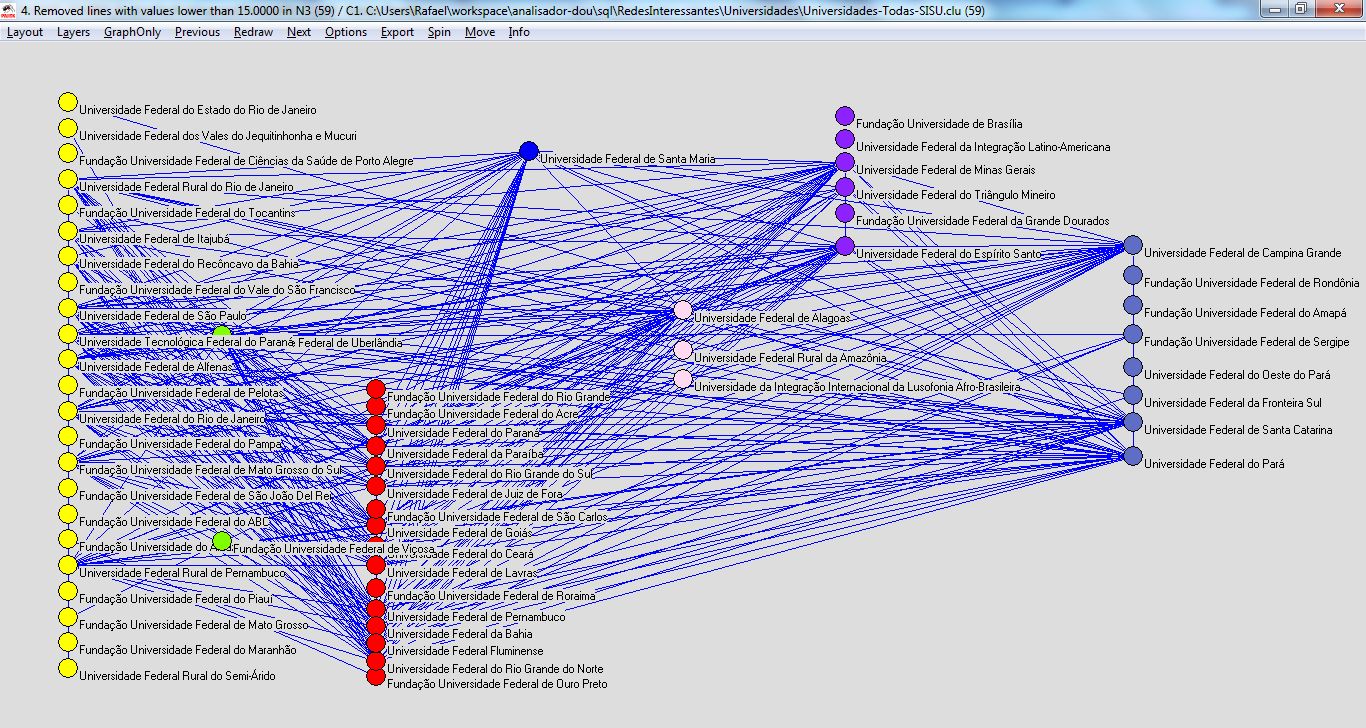 4. Removed lines with values lower than 15.0000 in N3 (59) / C1. C:\Users\Rafael\workspace\analisador-dou\sql\RedesInteressantes\Universidades\Universidades-Todas-SISU.clu (59)
Layout Layers GraphOnly Previous Redraw Next Options Export Spin Move Info
Universidade Federal do Estado do Rio de Janeiro
Universidade Federal dos Vales do Jequitinhonha e Mucuri
Fundação Universidade Federal de Ciências da Saúde de Porto Alegre
Universidade Federal Rural do Rio de Janeiro
Fundação Universidade Federal do Tocantins
Universidade Federal de Itajubá
Universidade Federal do Recôncavo da Bahia
Fundação Universidade Federal do Vale do São Francisco
Universidade Federal de São Paulo
Universidade Tecnológica Federal do Paraná
Federal de Uberlândia
Universidade Federal de Alfenas
Fundação Universidade Federal de Pelotas
Universidade Federal do Rio de Janeiro
Fundação Universidade Federal do Pampa
Fundação Universidade Federal de Mato Grosso do Sul
Fundação Universidade Federal de São João Del Rei
Fundação Universidade Federal do ABC
Fundação Universidade do
Fundação Universidade Federal de Viçosa
Universidade Federal Rural de Pernambuco
Fundação Universidade Federal do Piauí
Fundação Universidade Federal de Mato Grosso
Fundação Universidade Federal do Maranhão
Universidade Federal Rural do Semi-Árido
Fundação Universidade Federal do Rio Grande
Fundação Universidade Federal do Acre
Universidade Federal do Paraná
Universidade Federal da Paraíba
Universidade Federal do Rio Grande do Sul
Universidade Federal de Juiz de Fora
Fundação Universidade Federal de São Carlos
Universidade Federal de Goiás
Universidade Federal do Ceará
Universidade Federal de Lavras
Fundação Universidade Federal de Roraima
Universidade Federal de Pernambuco
Universidade Federal da Bahia
Universidade Federal Fluminense
Universidade Federal do Rio Grande do Norte
Fundação Universidade Federal de Ouro Preto
Universidade Federal de Santa Maria
Universidade Federal de Alagoas
Universidade Federal Rural da Amazônia
Universidade da Integração Internacional da Lusofonia Afro-Brasileira
Fundação Universidade de Brasília
Universidade Federal da Integração Latino-Americana
Universidade Federal de Minas Gerais
Universidade Federal do Triângulo Mineiro
Fundação Universidade Federal da Grande Dourados
Universidade Federal do Espírito Santo
Universidade Federal de Campina Grande
Fundação Universidade Federal de Rondônia
Fundação Universidade Federal do Amapá
Fundação Universidade Federal de Sergipe
Universidade Federal do Oeste do Pará
Universidade Federal da Fronteira Sul
Universidade Federal de Santa Catarina
Universidade Federal do Pará